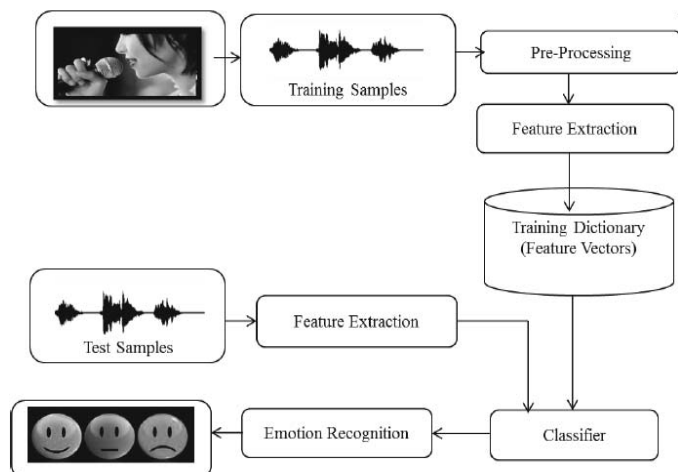 Training Samples
Pre-Processing
Feature Extraction
Training Dictionary
(Feature Vectors)
Test Samples
Feature Extraction
Emotion Recognition
Classifier